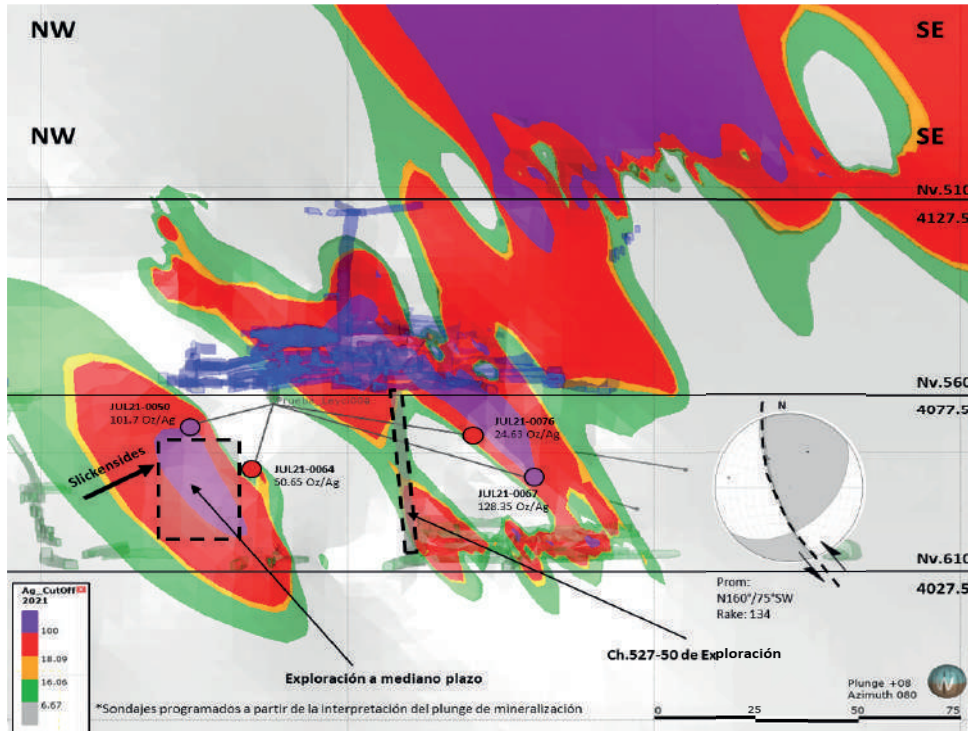 NW
SE
NW
SE
Nv.510
4127.5
Nv.560
4077.5
JUL21-0050
101.7 Oz/Ag
JUL21-0076
24.63 Oz/Ag
Slickensides
JUL21-0064
50.65 Oz/Ag
JUL21-0067
128.35 Oz/Ag
N
Nv.610
4027.5
Ag_CutOff
2021
100
18.09
16.06
6.67
Prom:
N160°/75°SW
Rake: 134
Ch.527-50 de Exploración
Exploración a mediano plazo
Plunge +08
Azimuth 080
*Sondajes programados a partir de la interpretación del plunge de mineralización
0
25
50
75